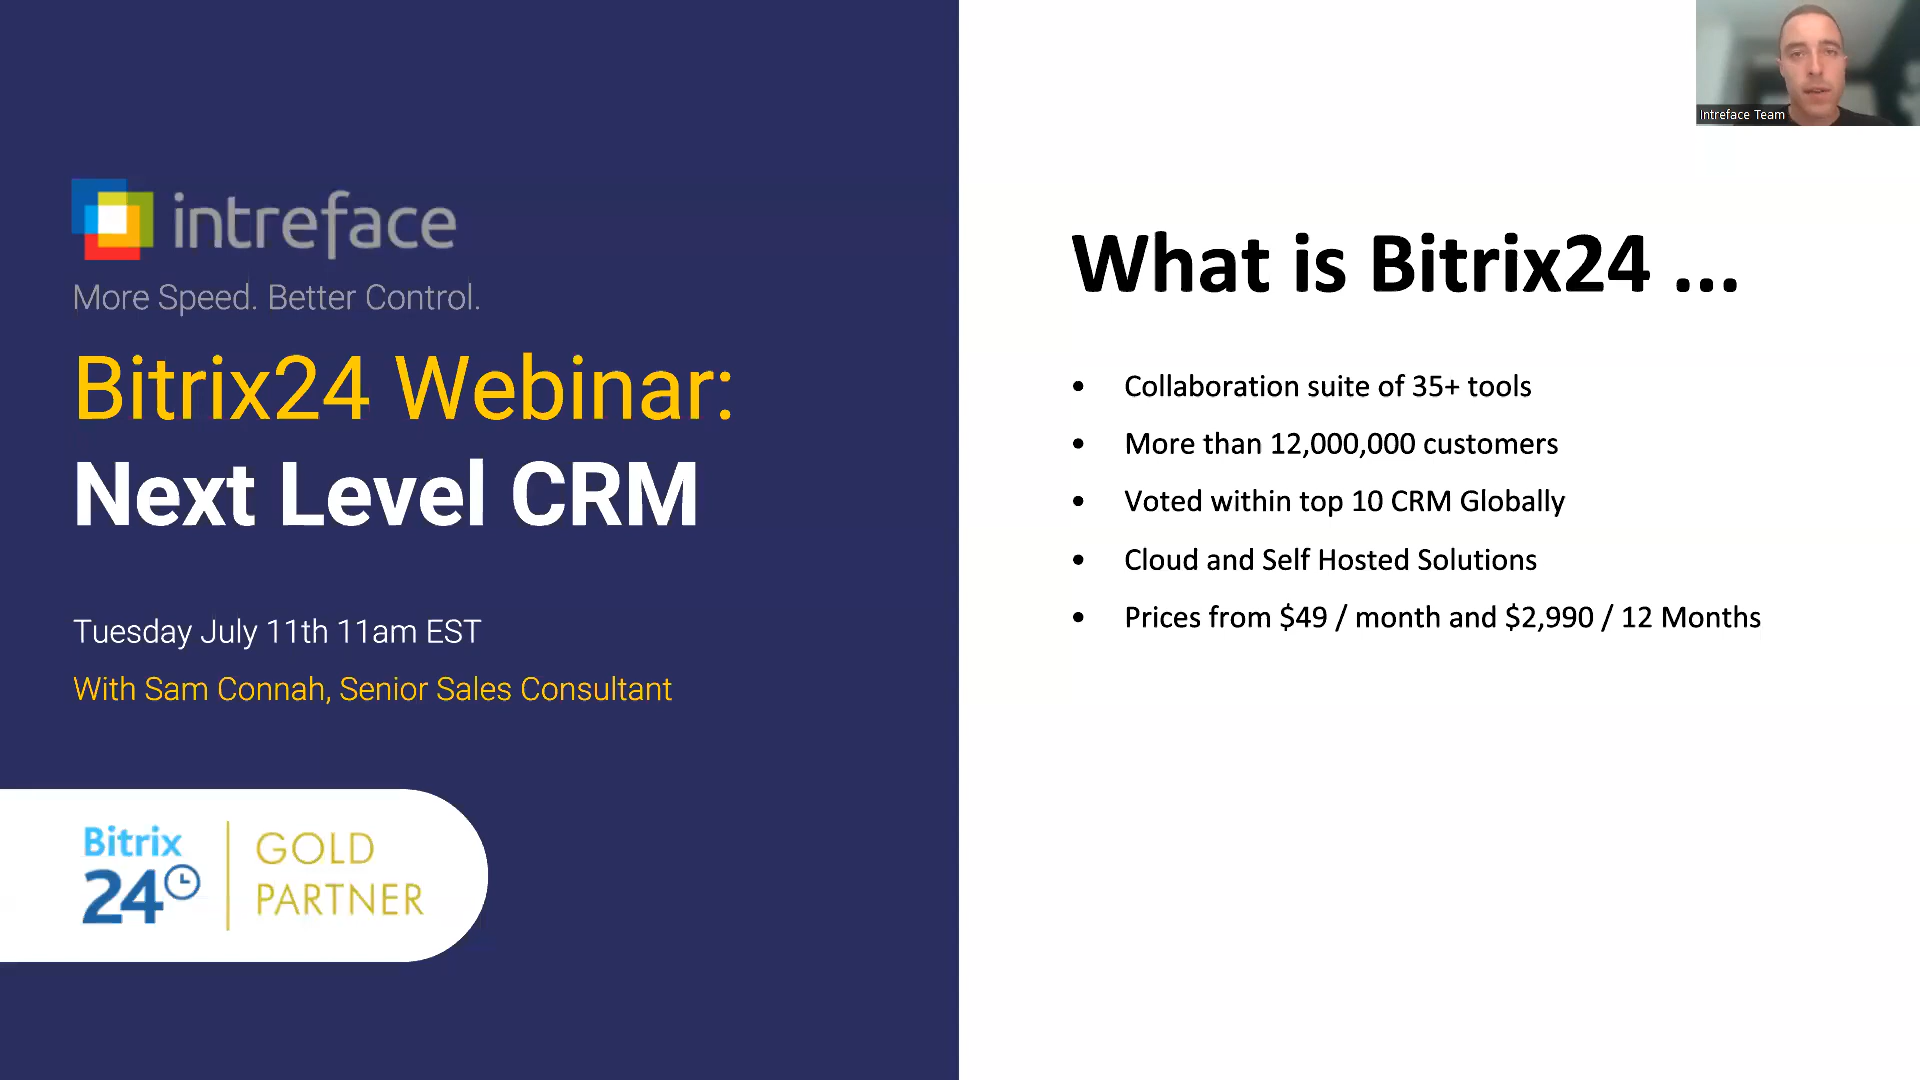 intreface
More Speed. Better Control.
Bitrix24 Webinar:
Next Level CRM
Tuesday July 11th 11am EST
With Sam Connah, Senior Sales Consultant
Bitrix
24
GOLD
PARTNER
Intreface Team
What is Bitrix24 ...
• Collaboration suite of 35+ tools
• More than 12,000,000 customers
• Voted within top 10 CRM Globally
• Cloud and Self Hosted Solutions
• Prices from $49 / month and $2,990 / 12 Months